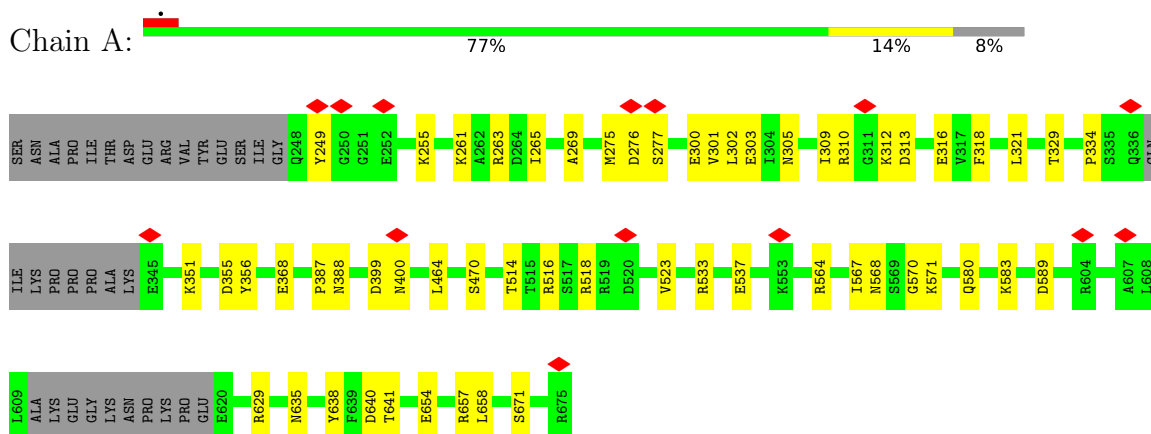 Chain A:
77% 14% 8%
SER ASN ALA PRO ILE THR ASP GLU ARG VAL TYR GLU SER ILE GLY Q248 Y249 G250 G251 E252 K255 K261 A262 R263 D264 I265 A269 M275 D276 S277 E300 V301 L302 E303 I304 N305 I309 R310 G311 K312 D313 E316 V317 F318 L321 T329 P334 S335 Q336 GLN
ILE LYS PRO PRO PRO ALA LYS E345 K351 D355 Y356 E368 P387 N388 D399 N400 L464 S470 T514 T515 R516 S517 R518 R519 D520 V523 R533 E537 K553 R564 I567 N568 S569 G570 K571 Q580 K583 D589 R604 A607 L608
L609 ALA LYS GLU GLY LYS ASN PRO LYS PRO GLU E620 R629 N635 Y638 F639 D640 T641 E654 R657 L658 S671 R675